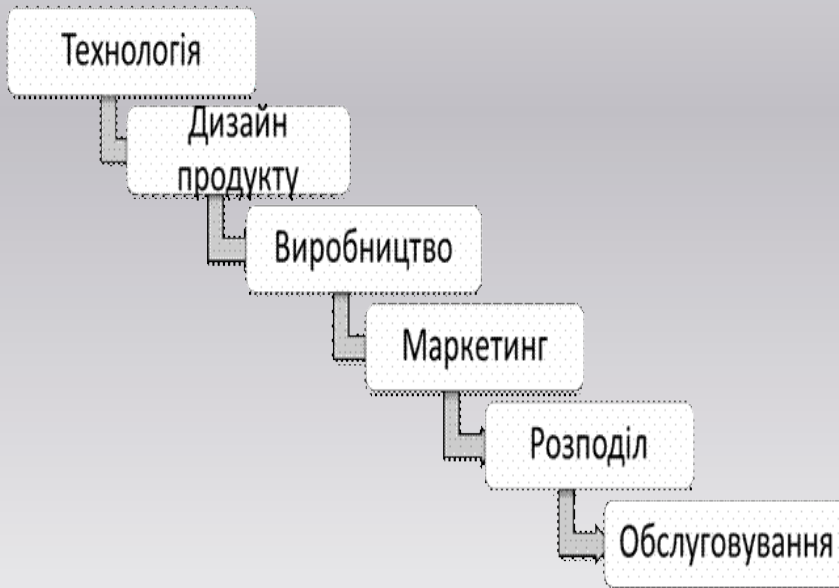 Технологія
Дизайн
продукту
Виробництво
Маркетинг
Розподіл
Обслуговування